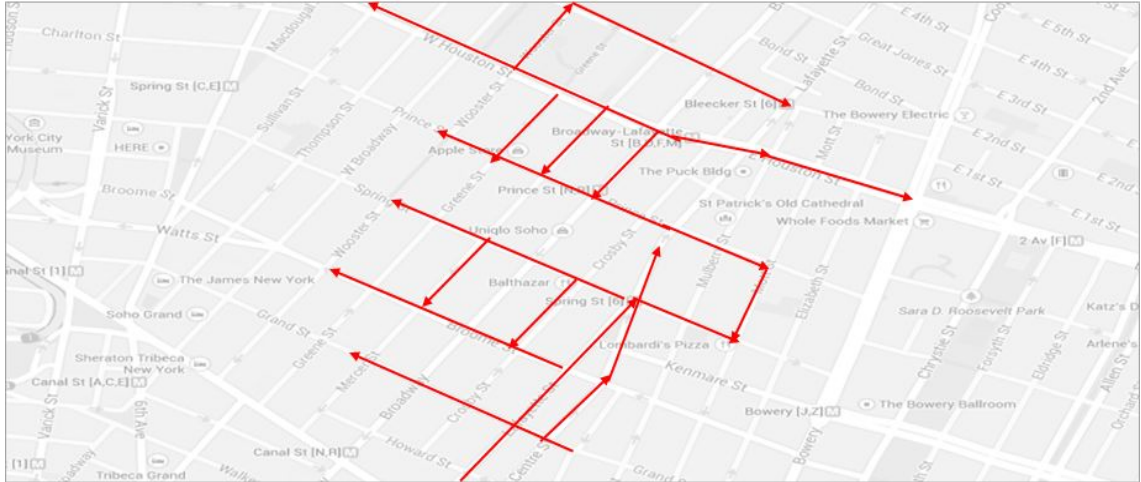 Charlton St
Macdougal
W Houston St
Greene St
Bond St
Lafayette St
E 4th St
Great Jones St
E 5th St
E 4th St
2nd Ave
Spring St [C,E] M
Varick St
Sullivan St
Thompson St
W Broadway
Wooster St
Bleecker St [6]
Bond St
The Bowery Electric
E 3rd St
E 2nd St
York City
Museum
HERE
Apple Store
Broadway-Lafayette
St [B,D,F,M]
Mott St
E Houston St
The Puck Bldg
E 1st St
E 2nd
Broome St
Spring St
Greene St
Prince St [N,R]
St Patrick's Old Cathedral
Whole Foods Market
E 1st St
Watts St
Wooster St
Uniqlo Soho
Crosby St
Mulberry St
2 Av [F] M
The James New York
Balthazar
Spring St [6]
Elizabeth St
Sara D. Roosevelt Park
Katz's D
Soho Grand
Grand St
Greene St
Broome St
Lombardi's Pizza
Kenmare St
Chrystie St
Forsyth St
Eldridge St
Allen St
Arlene's
Orchard
Sheraton Tribeca
New York
Canal St [A,C,E] M
Mercer St
Broadway
Crosby St
Bowery [J,Z] M
The Bowery Ballroom
Varick St
6th Ave
Canal St [N,R] M
Howard St
Centre St
Bowery
[1] M
Tribeca Grand
Walke
Grand S